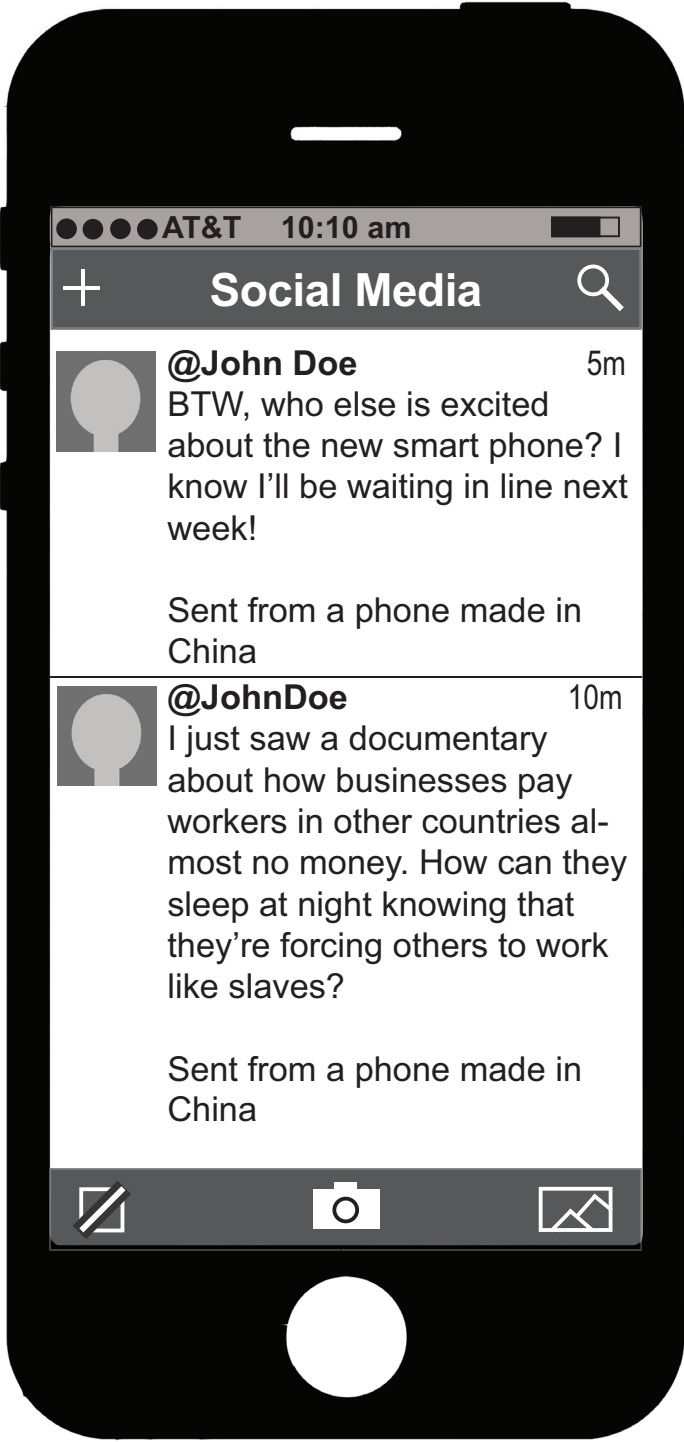 AT&T 10:10 am
Social Media
@John Doe 5m
BTW, who else is excited
about the new smart phone? I
know I’ll be waiting in line next
week!
Sent from a phone made in
China
@JohnDoe 10m
I just saw a documentary
about how businesses pay
workers in other countries al-
most no money. How can they
sleep at night knowing that
they’re forcing others to work
like slaves?
Sent from a phone made in
China